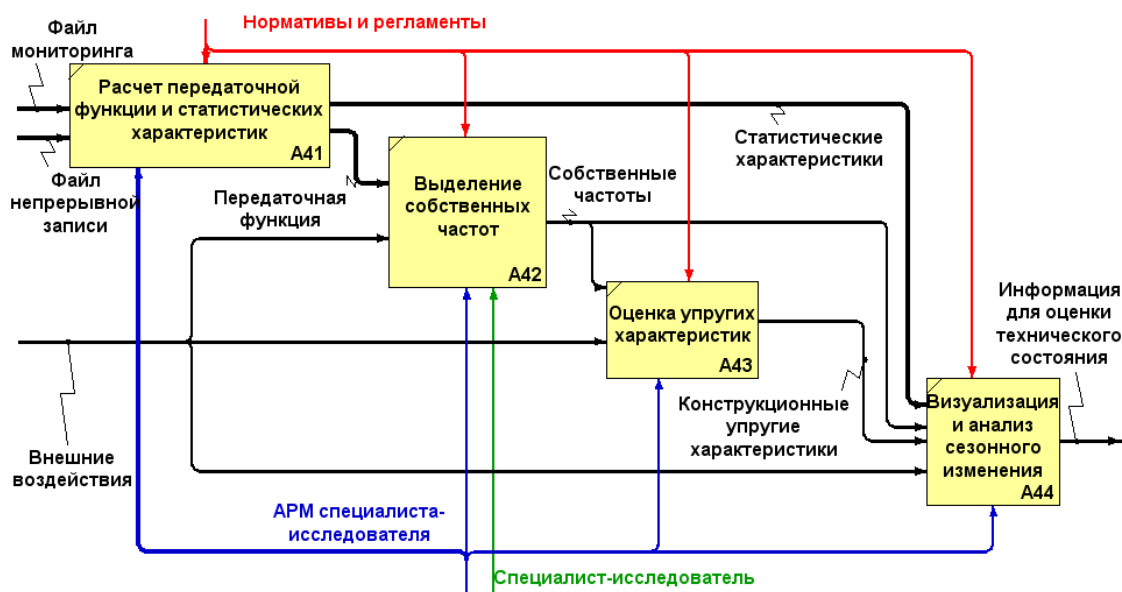 Нормативы и регламенты
Файл
мониторинга
Расчет передаточной
функции и статистических
характеристик
A41
Файл
непрерывной
записи
Статистические
характеристики
Передаточная
функция
Выделение
собственных
частот
A42
Собственные
частоты
Оценка упругих
характеристик
A43
Информация
для оценки
технического
состояния
Конструкционные
упругие
характеристики
Визуализация
и анализ
сезонного
изменения
A44
Внешние
воздействия
АРМ специалиста-
исследователя
Специалист-исследователь